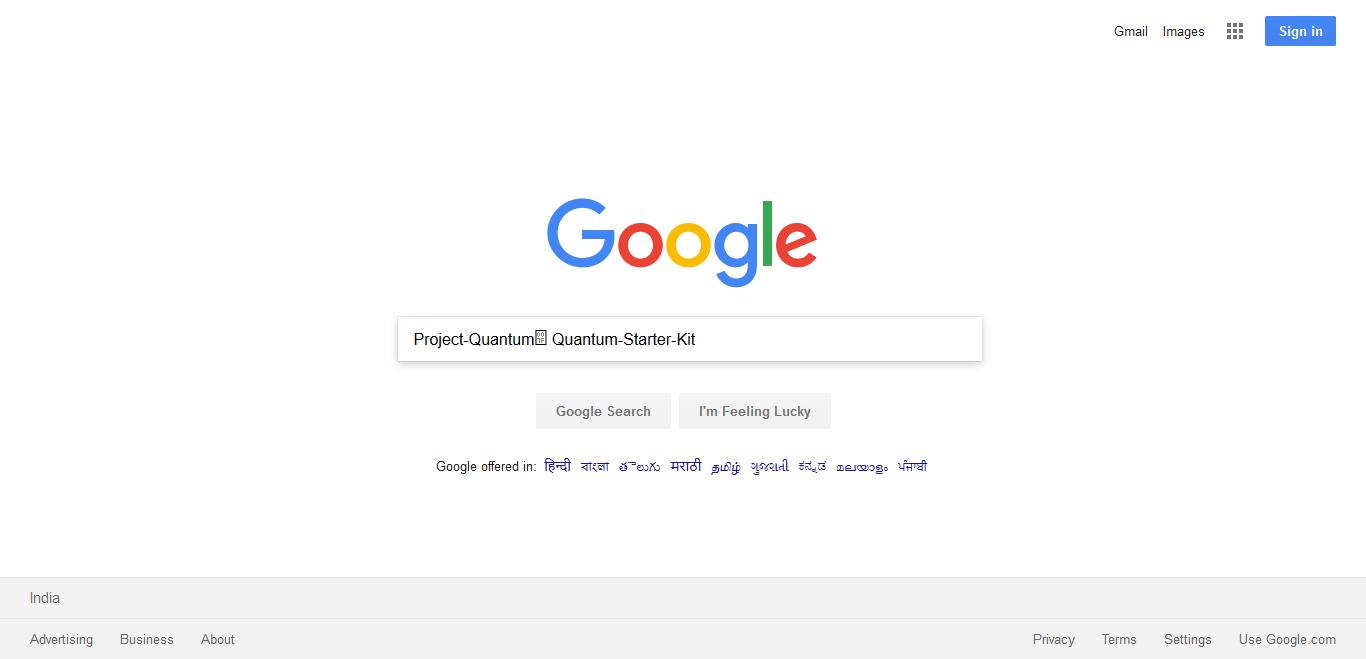 Gmail Images Sign in
Google
Project-Quantum Quantum-Starter-Kit
Google Search I'm Feeling Lucky
Google offered in: हिन्दी বাংলা తెలుగు मराठी தமிழ் ગુજરાતી ಕನ್ನಡ മലയാളം ਪੰਜਾਬੀ
India
Advertising Business About Privacy Terms Settings Use Google.com